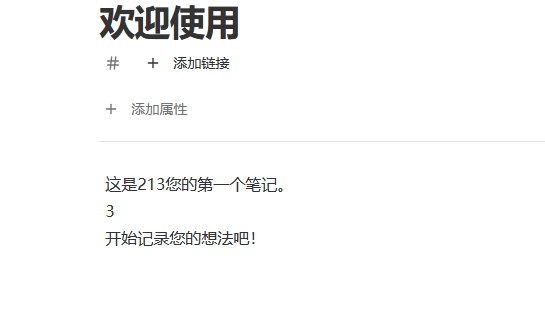 欢迎使用
# + 添加链接
+ 添加属性
这是213您的第一个笔记。
3
开始记录您的想法吧！